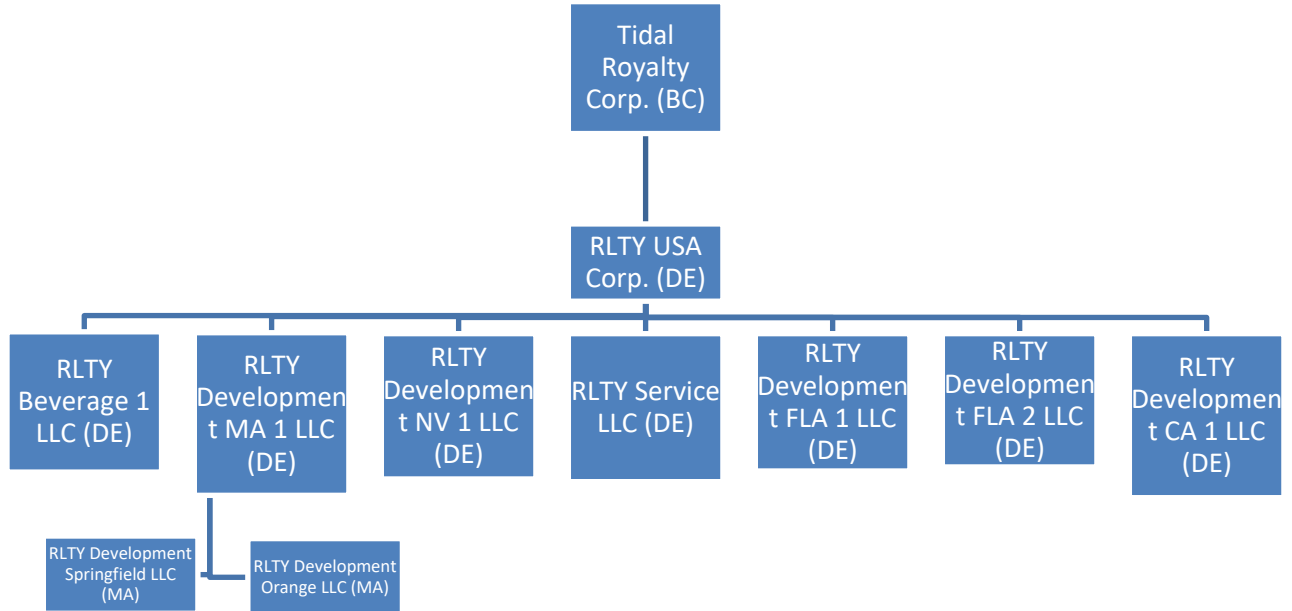 Tidal
Royalty
Corp. (BC)
RLTY USA
Corp. (DE)
RLTY
Beverage 1
LLC (DE)
RLTY
Developmen
t MA 1 LLC
(DE)
RLTY
Developmen
t NV 1 LLC
(DE)
RLTY Service
LLC (DE)
RLTY
Developmen
t FLA 1 LLC
(DE)
RLTY
Developmen
t FLA 2 LLC
(DE)
RLTY
Developmen
t CA 1 LLC
(DE)
RLTY Development
Springfield LLC
(MA)
RLTY Development
Orange LLC (MA)